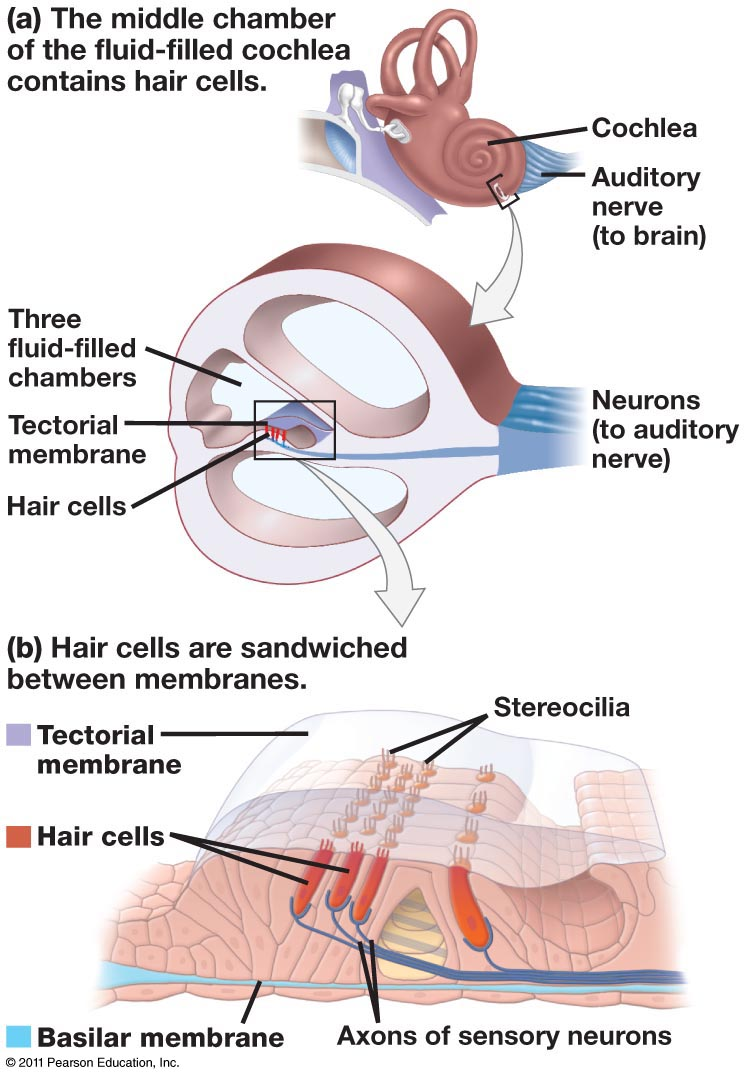 (a) The middle chamber
of the fluid-filled cochlea
contains hair cells.
Cochlea
Auditory
nerve
(to brain)
Three
fluid-filled
chambers
Tectorial
membrane
Hair cells
Neurons
(to auditory
nerve)
(b) Hair cells are sandwiched
between membranes.
Stereocilia
Tectorial
membrane
Hair cells
Basilar membrane
Axons of sensory neurons
© 2011 Pearson Education, Inc.